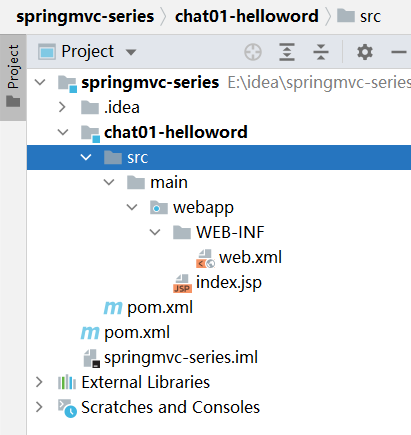 springmvc-series chat01-helloword src
Project
Project
springmvc-series E:\idea\springmvc-series
.idea
chat01-helloword
src
main
webapp
WEB-INF
web.xml
JSP index.jsp
m pom.xml
m pom.xml
springmvc-series.iml
External Libraries
Scratches and Consoles